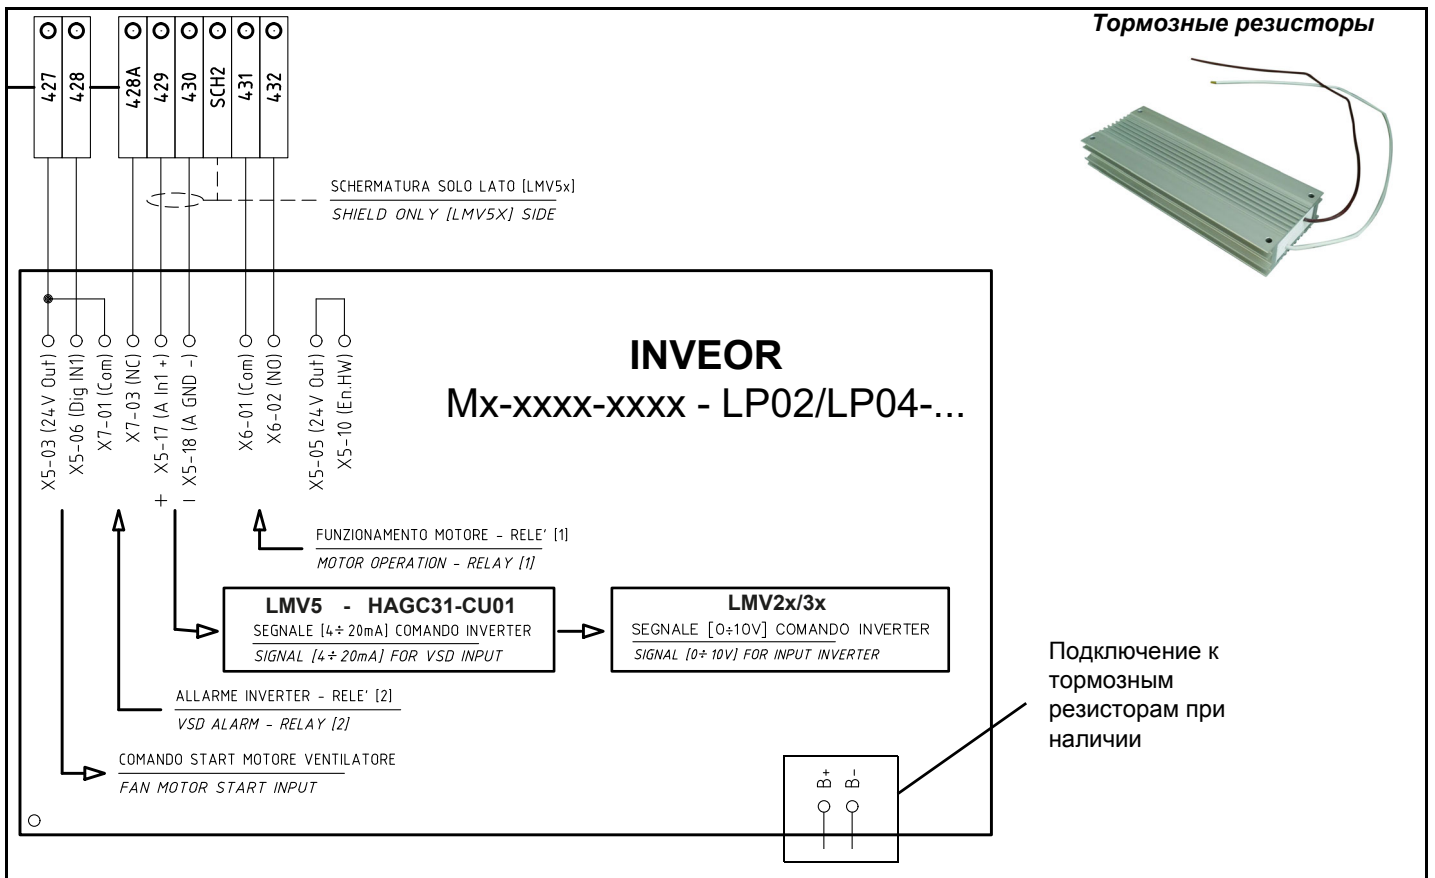 Тормозные резисторы
427
428
428A
429
430
SCH2
431
432
SCHERMATURA SOLO LATO [LMV5x]
SHIELD ONLY [LMV5X] SIDE
X5-03 (24V Out)
X5-06 (Dig IN1)
X7-01 (Com)
X7-03 (NC)
+ X5-17 (A In1 +)
- X5-18 (A GND -)
X6-01 (Com)
X6-02 (NO)
X5-05 (24V Out)
X5-10 (En.HW)
INVEOR
Mx-xxxx-xxxx - LP02/LP04-...
FUNZIONAMENTO MOTORE - RELE' [1]
MOTOR OPERATION - RELAY [1]
LMV5 - HAGC31-CU01
SEGNALE [4÷20mA] COMANDO INVERTER
SIGNAL [4÷20mA] FOR VSD INPUT
LMV2x/3x
SEGNALE [0÷10V] COMANDO INVERTER
SIGNAL [0÷10V] FOR INPUT INVERTER
ALLARME INVERTER - RELE' [2]
VSD ALARM - RELAY [2]
COMANDO START MOTORE VENTILATORE
FAN MOTOR START INPUT
B+
B-
Подключение к
тормозным
резисторам при
наличии